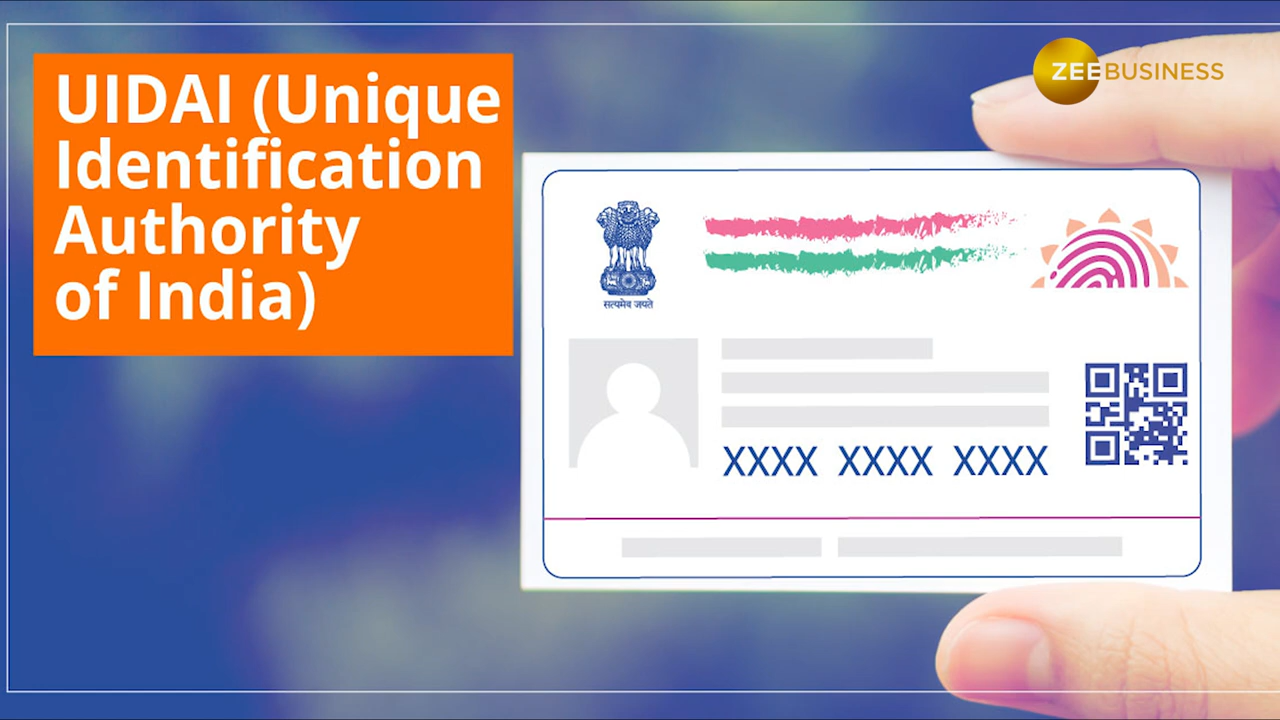 UIDAI (Unique
Identification
Authority
of India)
ZEEBUSINESS
सत्यमेव जयते
XXXX XXXX XXXX